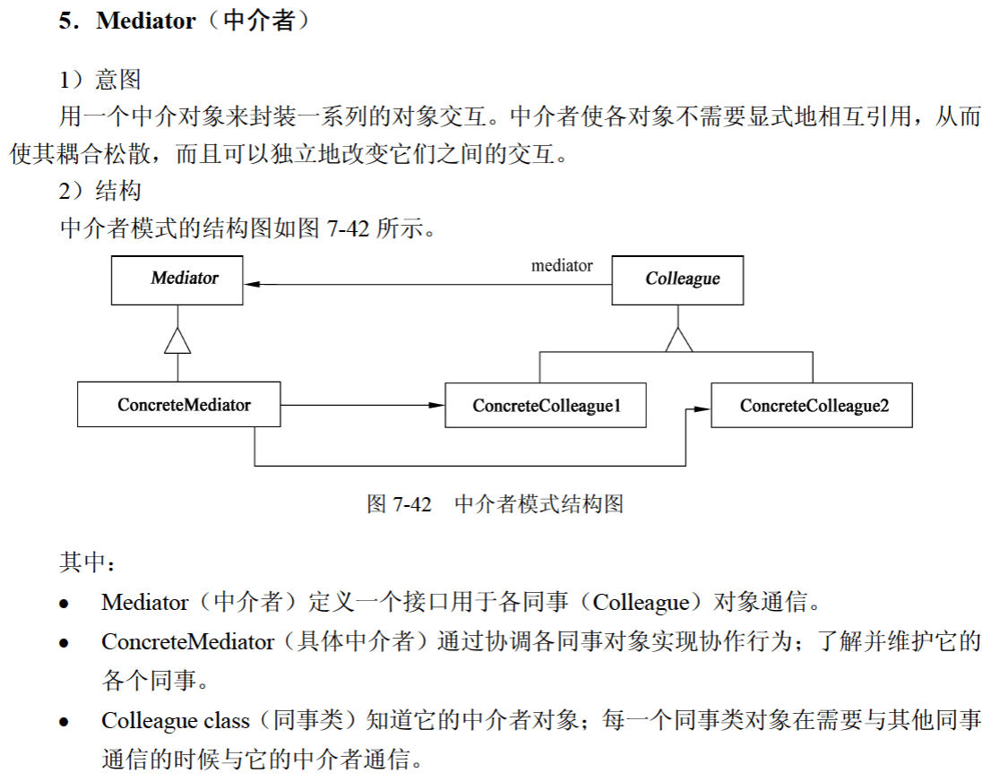 5．Mediator（中介者）
1）意图
用一个中介对象来封装一系列的对象交互。中介者使各对象不需要显式地相互引用，从而
使其耦合松散，而且可以独立地改变它们之间的交互。
2）结构
中介者模式的结构图如图 7-42 所示。
Mediator
mediator
Colleague
ConcreteMediator
ConcreteColleague1
ConcreteColleague2
图 7-42　中介者模式结构图
其中：
● Mediator（中介者）定义一个接口用于各同事（Colleague）对象通信。
● ConcreteMediator（具体中介者）通过协调各同事对象实现协作行为；了解并维护它的
各个同事。
● Colleague class（同事类）知道它的中介者对象；每一个同事类对象在需要与其他同事
通信的时候与它的中介者通信。